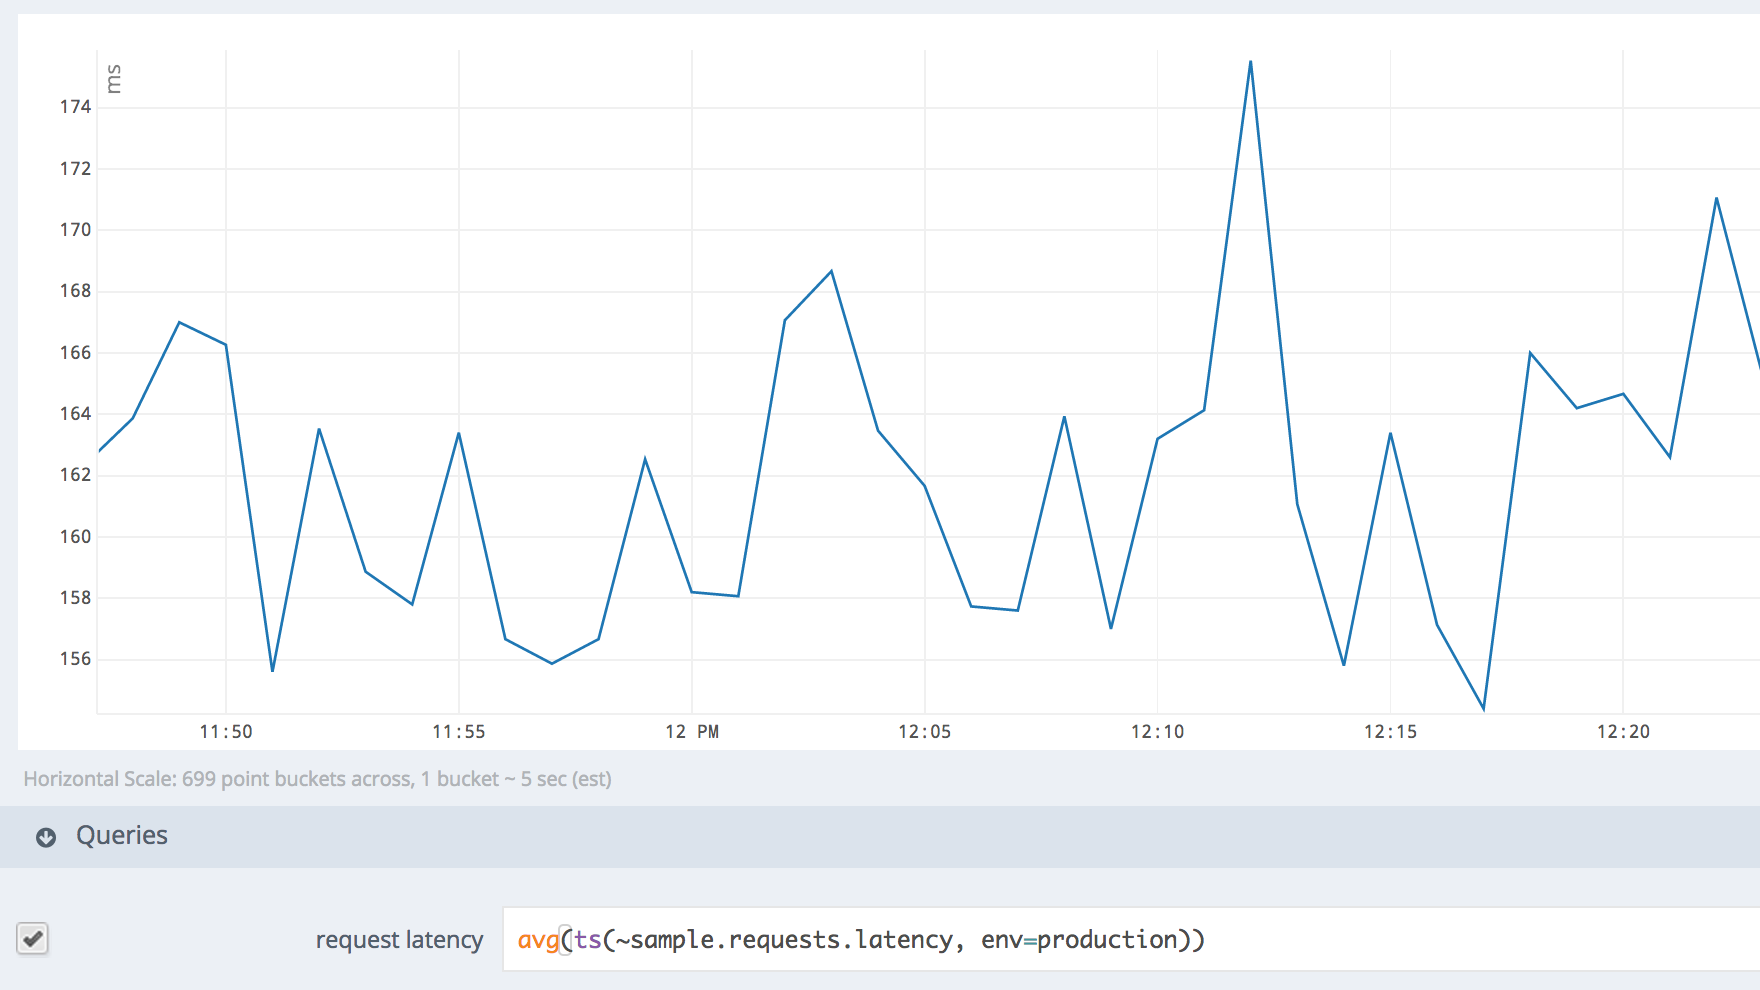 ms
174
172
170
168
166
164
162
160
158
156
11:50 11:55 12 PM 12:05 12:10 12:15 12:20
Horizontal Scale: 699 point buckets across, 1 bucket ~ 5 sec (est)
Queries
request latency avg(ts(~sample.requests.latency, env=production))